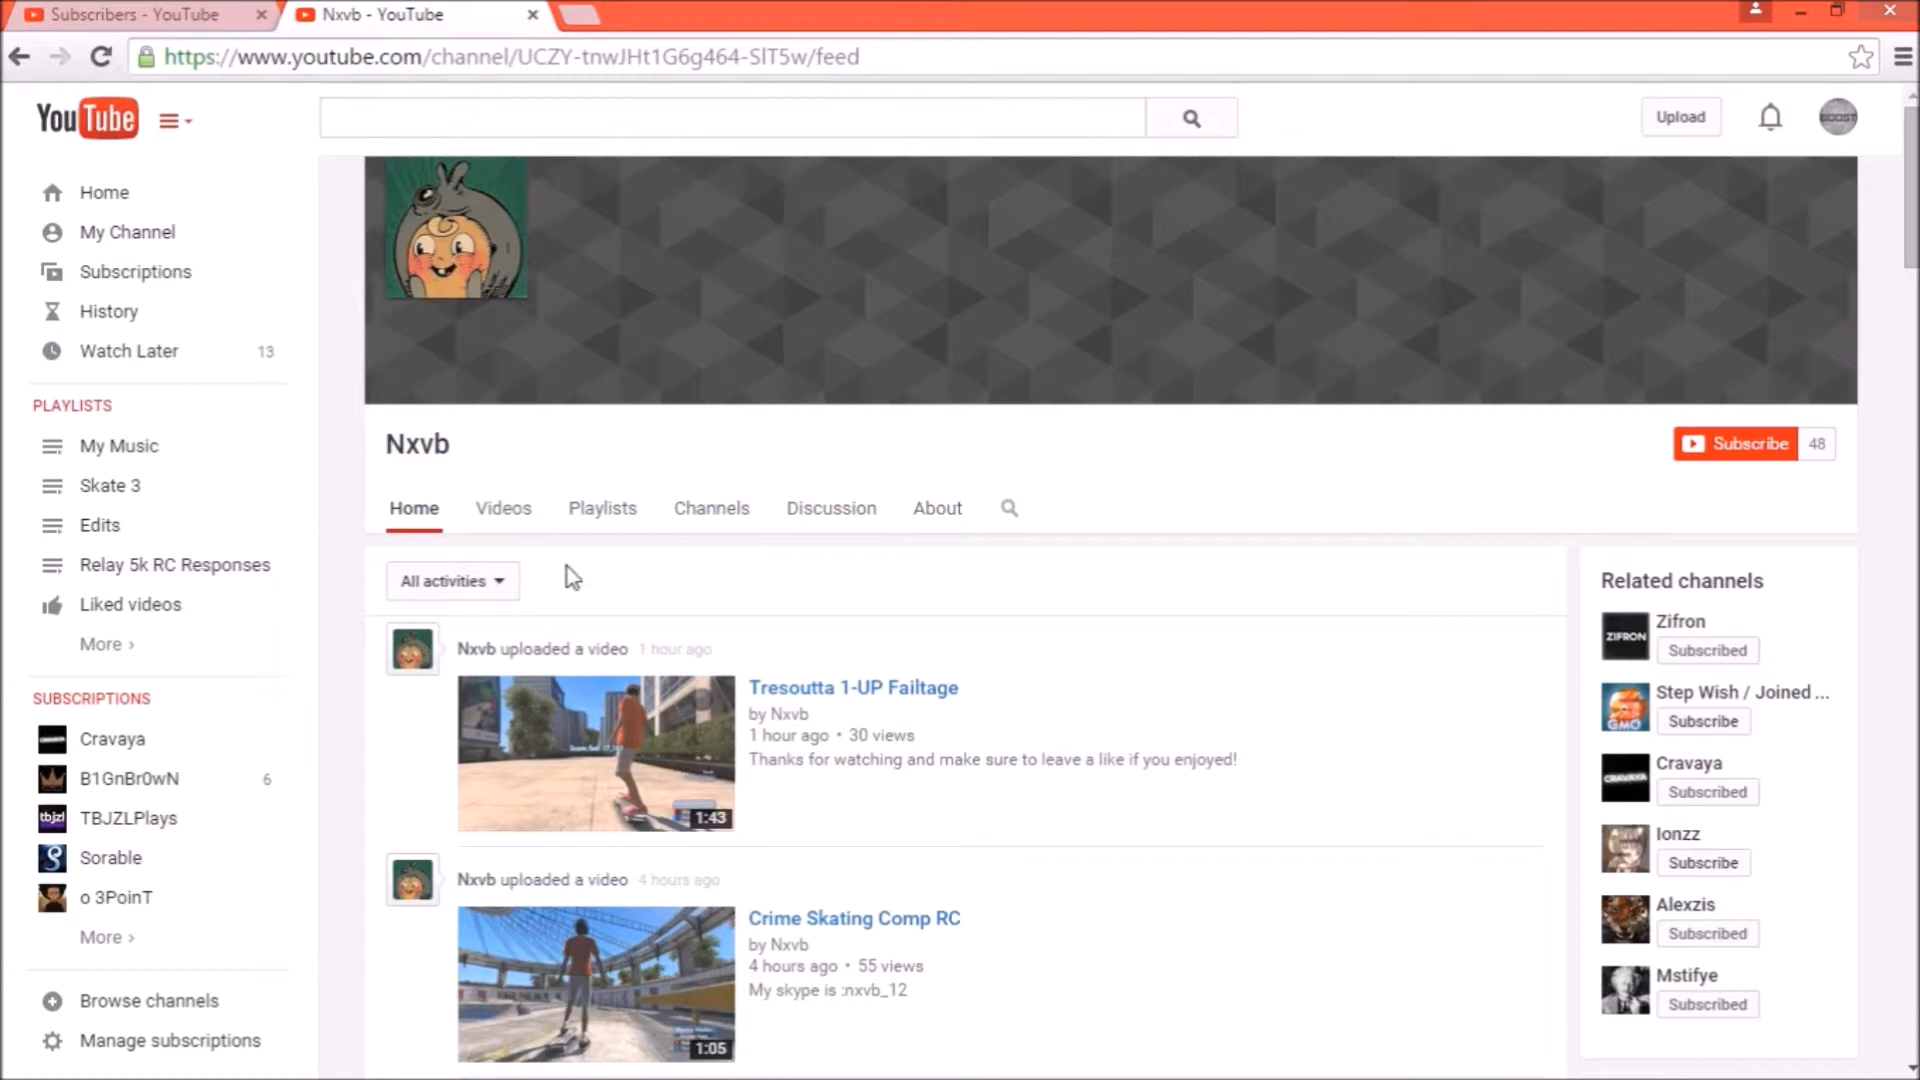 Subscribers - YouTube
Nxvb - YouTube
https://www.youtube.com/channel/UCZY-tnwJHt1G6g464-SlT5w/feed
YouTube
Upload
BOOST
Home
My Channel
Subscriptions
History
Watch Later 13
PLAYLISTS
My Music
Skate 3
Edits
Relay 5k RC Responses
Liked videos
More ›
SUBSCRIPTIONS
Cravaya
B1GnBr0wN 6
tbjzl TBJZLPlays
Sorable
o 3PoinT
More ›
Browse channels
Manage subscriptions
Nxvb
Subscribe 48
Home Videos Playlists Channels Discussion About
All activities
Nxvb uploaded a video 1 hour ago
1:43
Tresoutta 1-UP Failtage
by Nxvb
1 hour ago • 30 views
Thanks for watching and make sure to leave a like if you enjoyed!
Nxvb uploaded a video 4 hours ago
1:05
Crime Skating Comp RC
by Nxvb
4 hours ago • 55 views
My skype is :nxvb_12
Related channels
ZIFRON
Zifron
Subscribed
GMO
Step Wish / Joined ...
Subscribe
CRAVAYA
Cravaya
Subscribed
Ionzz
Subscribe
Alexzis
Subscribed
Mstifye
Subscribed